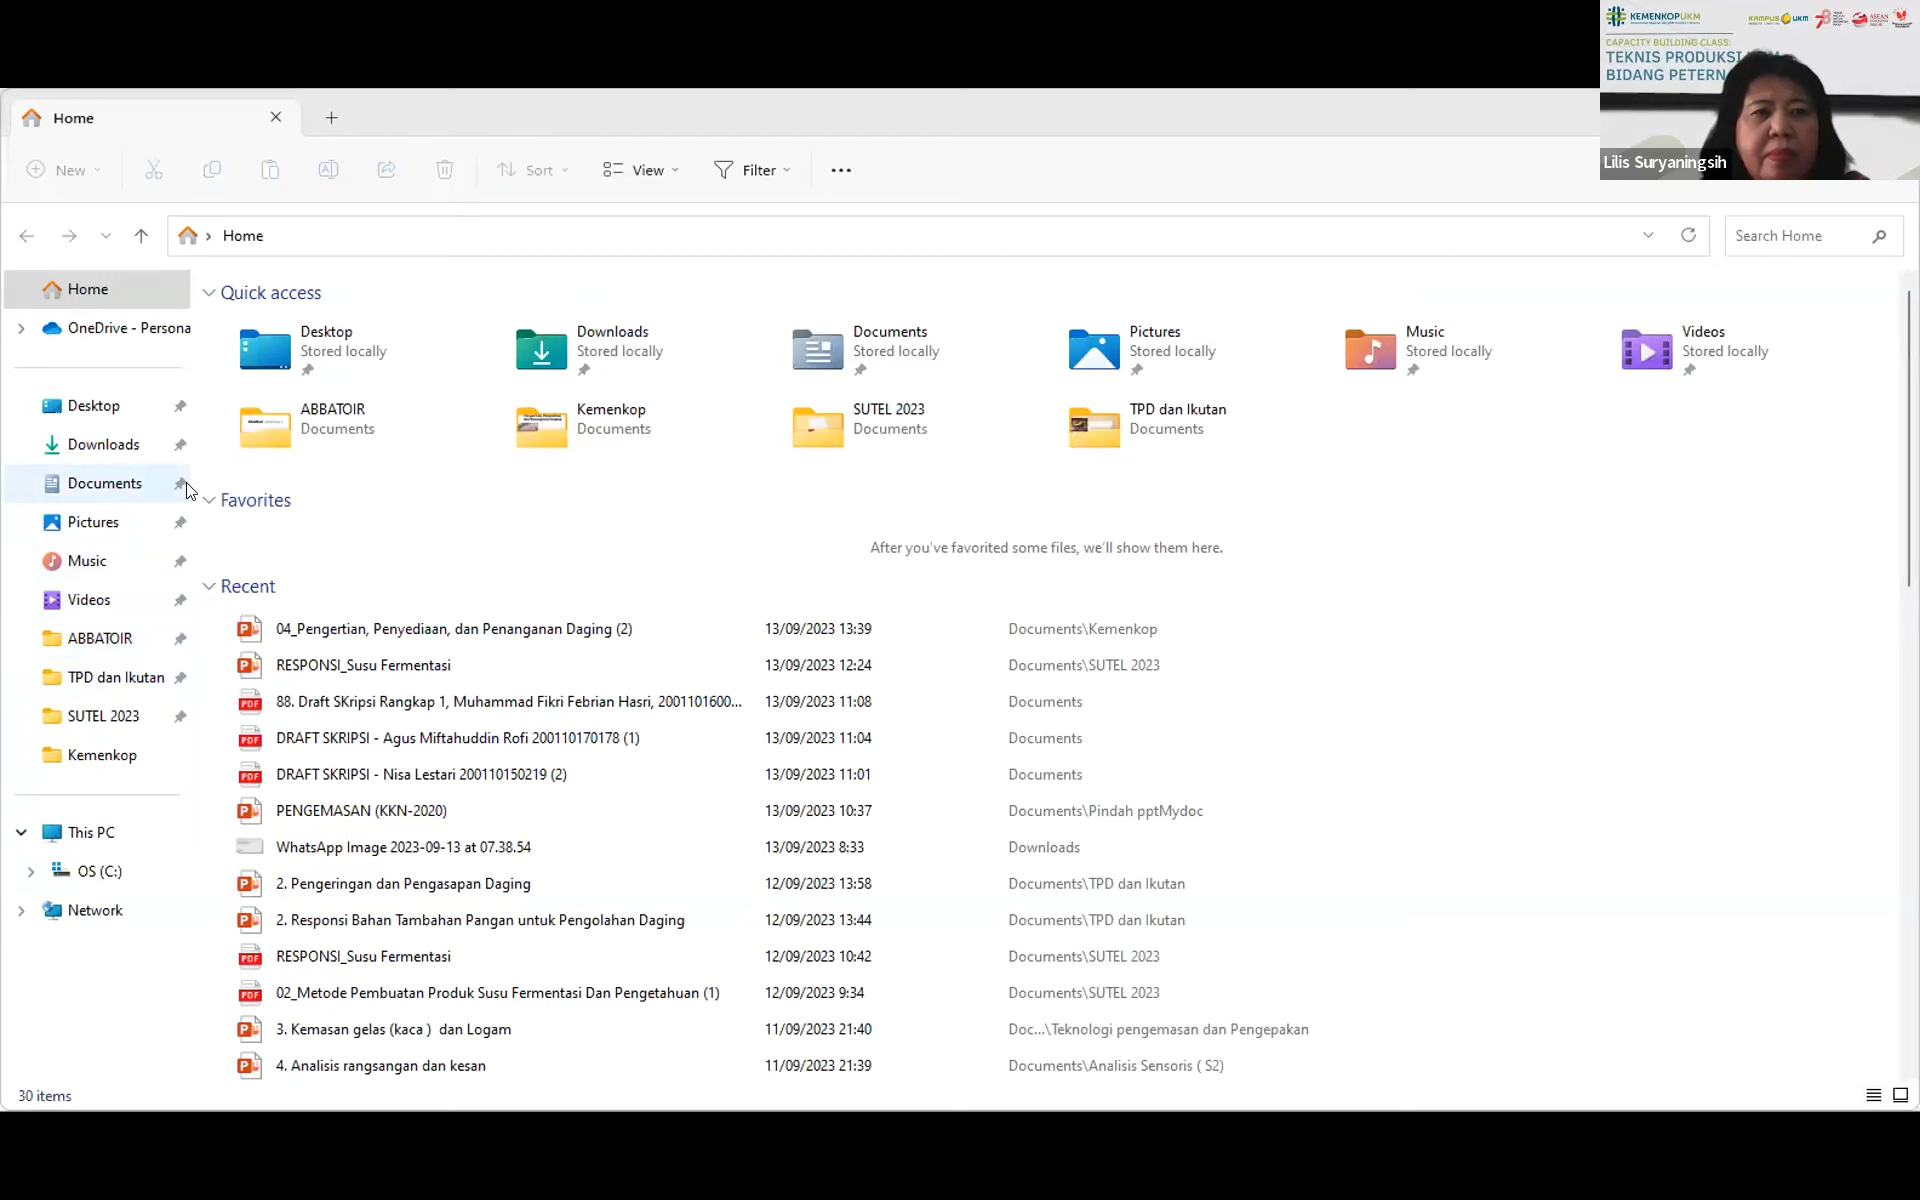 KEMENKOPUKM
KAMPUS UKM
78
ASEAN
CAPACITY BUILDING CLASS:
TEKNIS PRODUKSI
BIDANG PETERN
Lilis Suryaningsih
Home
New
Sort
View
Filter
Home
Search Home
Home
OneDrive - Persona
Desktop
Downloads
Documents
Pictures
Music
Videos
ABBATOIR
TPD dan Ikutan
SUTEL 2023
Kemenkop
This PC
OS (C:)
Network
Quick access
Desktop
Stored locally
Downloads
Stored locally
Documents
Stored locally
Pictures
Stored locally
Music
Stored locally
Videos
Stored locally
ABBATOIR
Documents
Kemenkop
Documents
SUTEL 2023
Documents
TPD dan Ikutan
Documents
Favorites
After you've favorited some files, we'll show them here.
Recent
04_Pengertian, Penyediaan, dan Penanganan Daging (2) 13/09/2023 13:39 Documents\Kemenkop
RESPONSI_Susu Fermentasi 13/09/2023 12:24 Documents\SUTEL 2023
88. Draft SKripsi Rangkap 1, Muhammad Fikri Febrian Hasri, 2001101600... 13/09/2023 11:08 Documents
DRAFT SKRIPSI - Agus Miftahuddin Rofi 200110170178 (1) 13/09/2023 11:04 Documents
DRAFT SKRIPSI - Nisa Lestari 200110150219 (2) 13/09/2023 11:01 Documents
PENGEMASAN (KKN-2020) 13/09/2023 10:37 Documents\Pindah pptMydoc
WhatsApp Image 2023-09-13 at 07.38.54 13/09/2023 8:33 Downloads
2. Pengeringan dan Pengasapan Daging 12/09/2023 13:58 Documents\TPD dan Ikutan
2. Responsi Bahan Tambahan Pangan untuk Pengolahan Daging 12/09/2023 13:44 Documents\TPD dan Ikutan
RESPONSI_Susu Fermentasi 12/09/2023 10:42 Documents\SUTEL 2023
02_Metode Pembuatan Produk Susu Fermentasi Dan Pengetahuan (1) 12/09/2023 9:34 Documents\SUTEL 2023
3. Kemasan gelas (kaca ) dan Logam 11/09/2023 21:40 Doc...\Teknologi pengemasan dan Pengepakan
4. Analisis rangsangan dan kesan 11/09/2023 21:39 Documents\Analisis Sensoris ( S2)
30 items